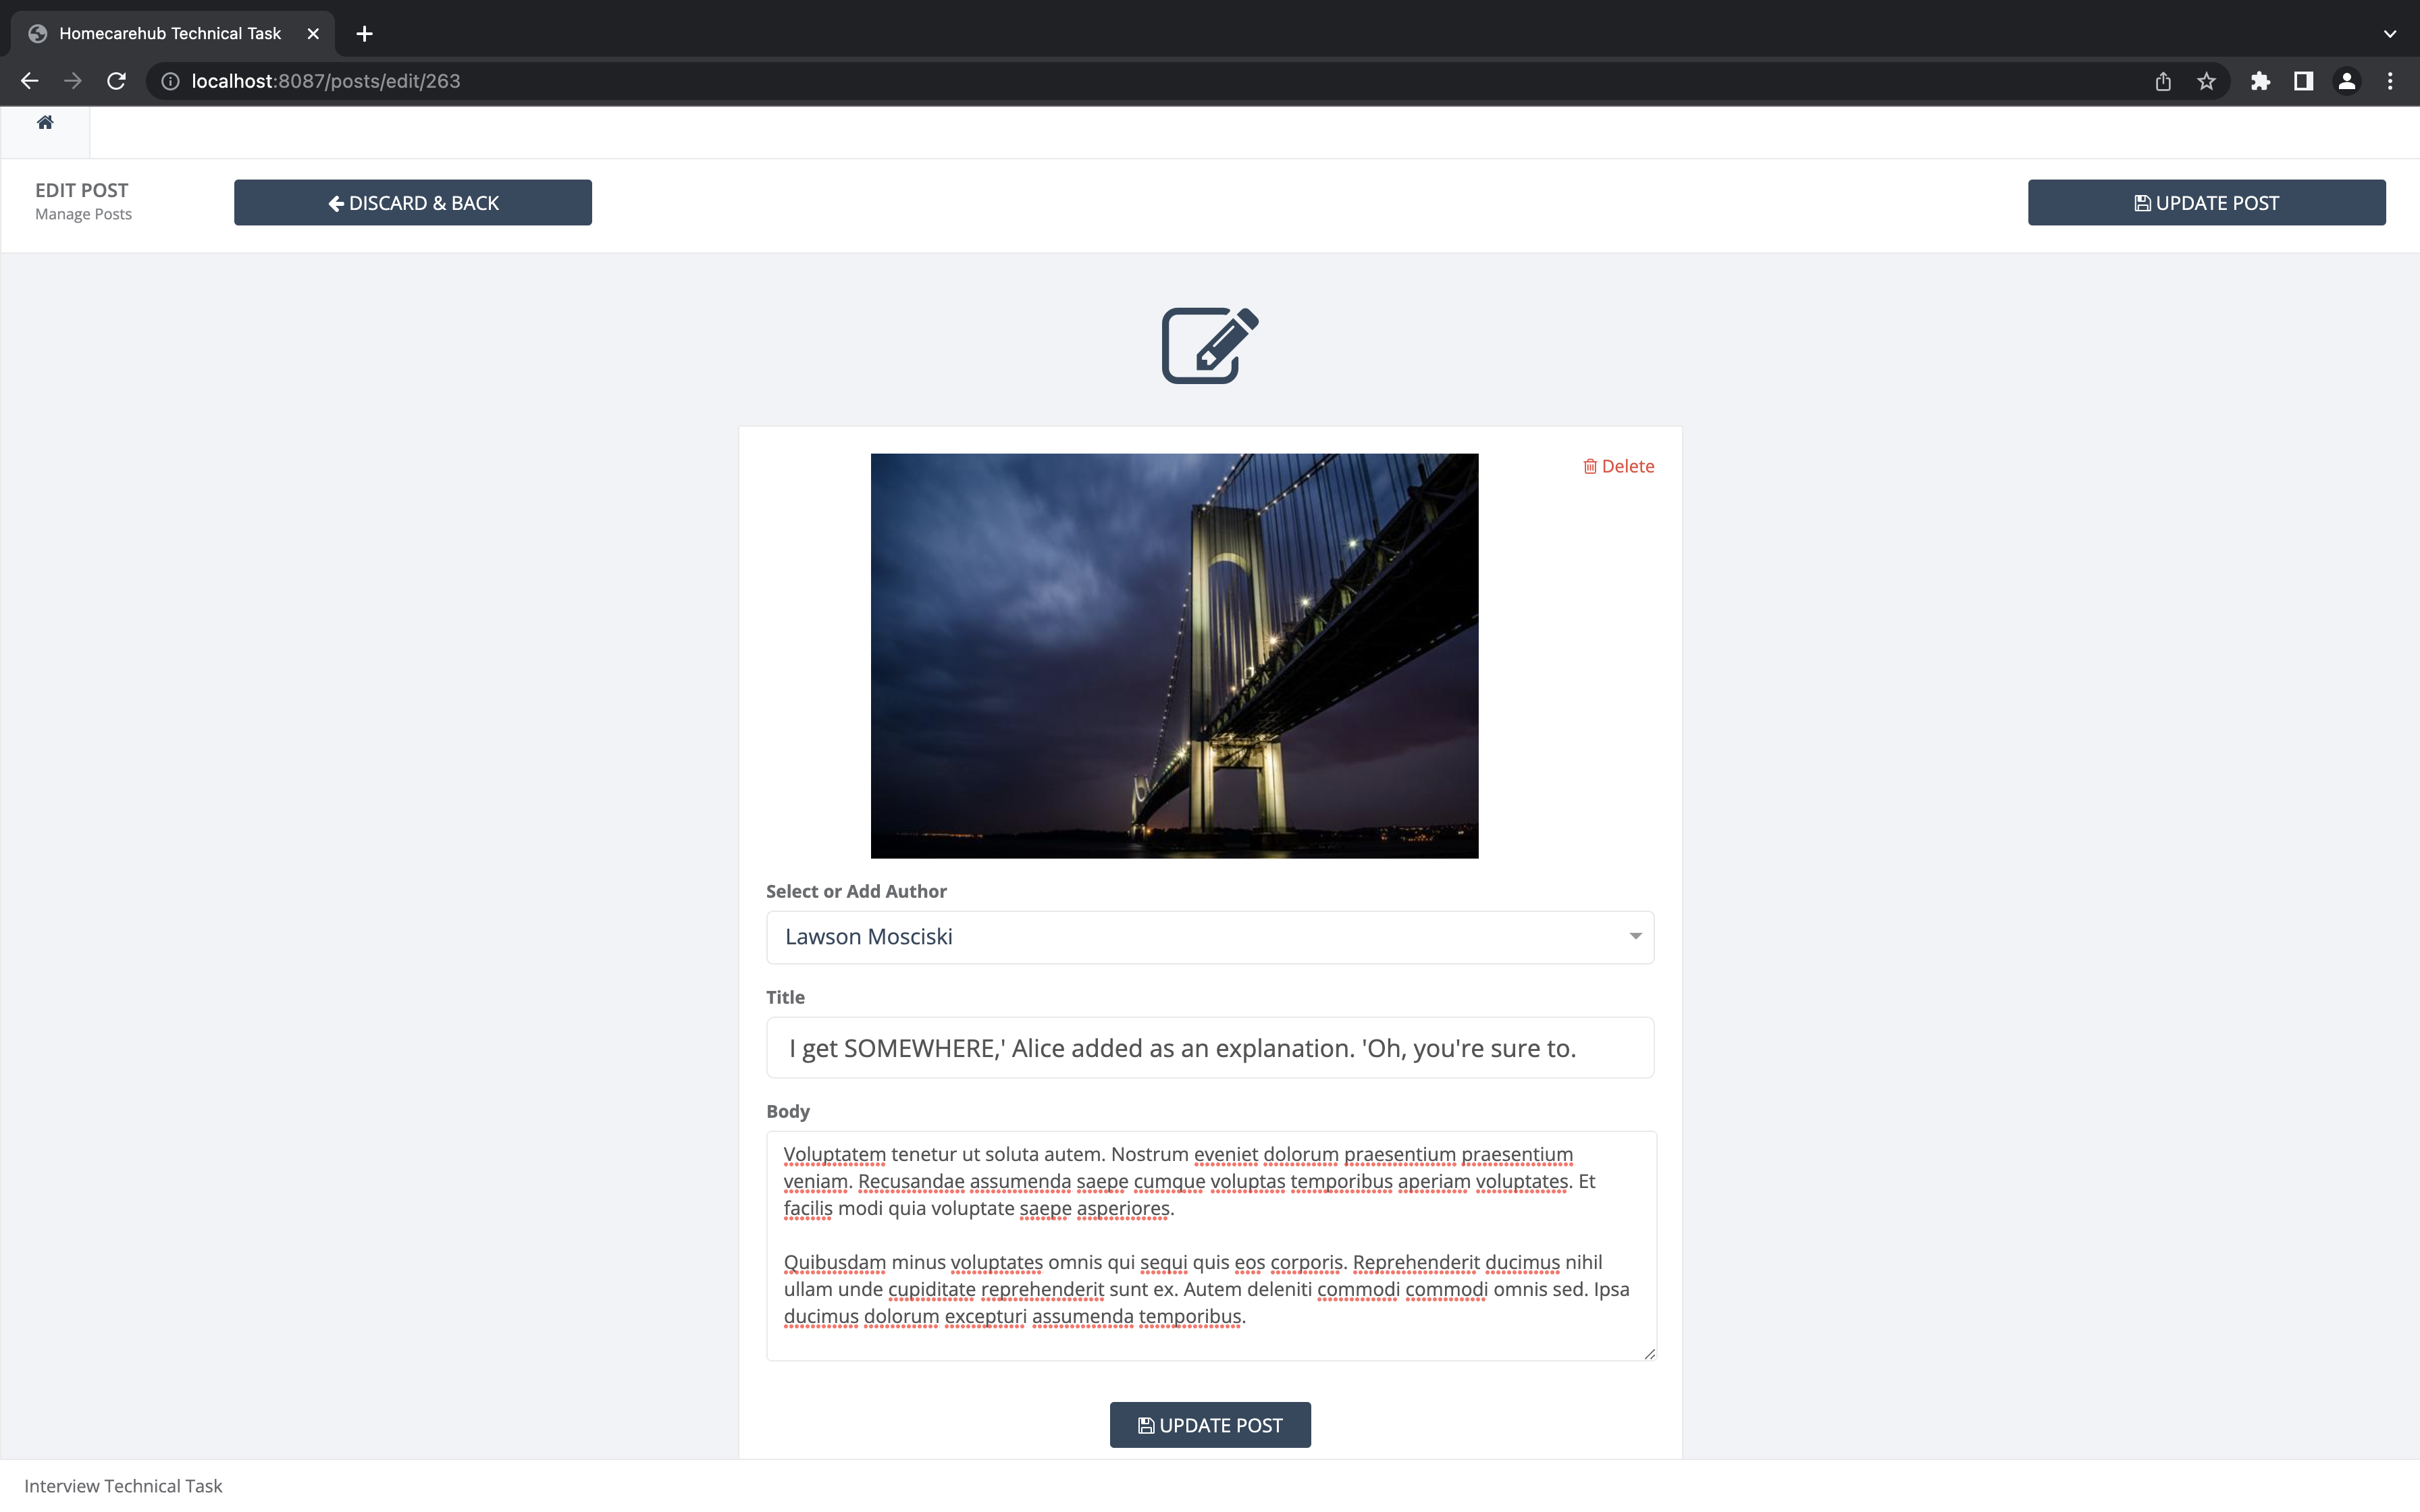 Homecarehub Technical Task
localhost:8087/posts/edit/263
EDIT POST
Manage Posts
DISCARD & BACK
UPDATE POST
Delete
Select or Add Author
Lawson Mosciski
Title
I get SOMEWHERE,' Alice added as an explanation. 'Oh, you're sure to.
Body
Voluptatem tenetur ut soluta autem. Nostrum eveniet dolorum praesentium praesentium
veniam. Recusandae assumenda saepe cumque voluptas temporibus aperiam voluptates. Et
facilis modi quia voluptate saepe asperiores.
Quibusdam minus voluptates omnis qui sequi quis eos corporis. Reprehenderit ducimus nihil
ullam unde cupiditate reprehenderit sunt ex. Autem deleniti commodi commodi omnis sed. Ipsa
ducimus dolorum excepturi assumenda temporibus.
UPDATE POST
Interview Technical Task